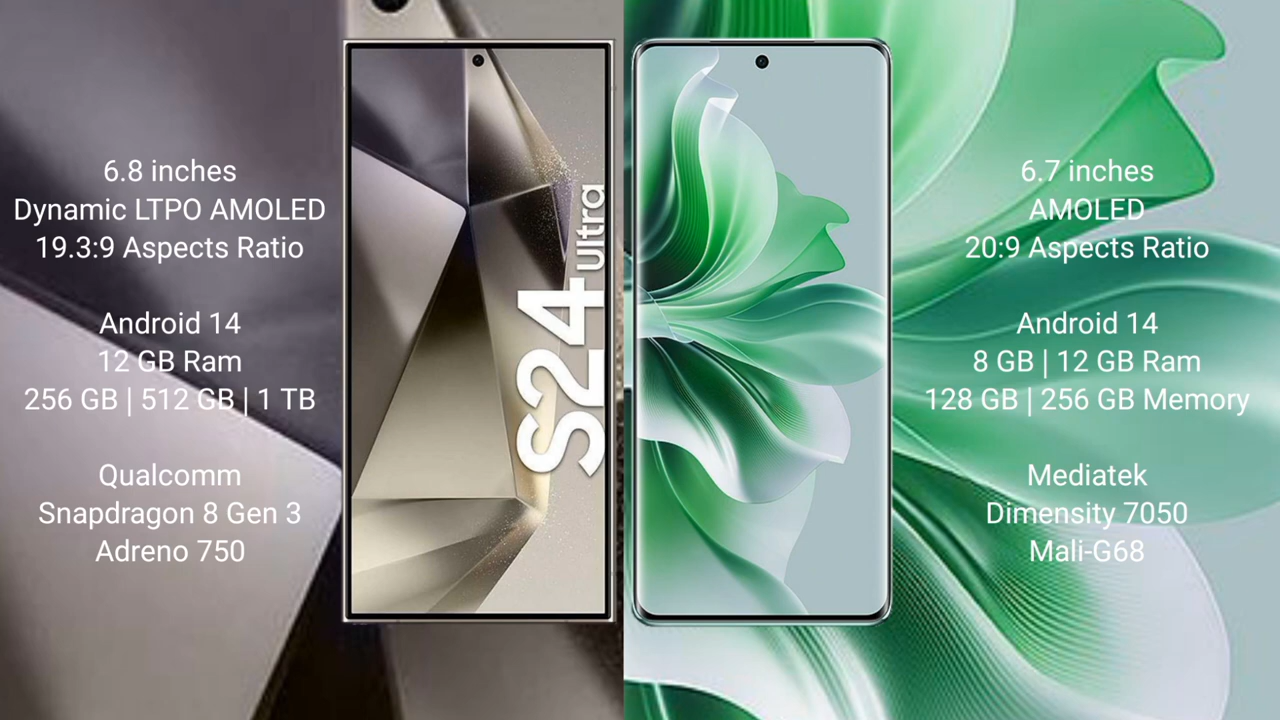 6.8 inches
Dynamic LTPO AMOLED
19.3:9 Aspects Ratio
Android 14
12 GB Ram
256 GB | 512 GB | 1 TB
Qualcomm
Snapdragon 8 Gen 3
Adreno 750
S24 ultra
6.7 inches
AMOLED
20:9 Aspects Ratio
Android 14
8 GB | 12 GB Ram
128 GB | 256 GB Memory
Mediatek
Dimensity 7050
Mali-G68